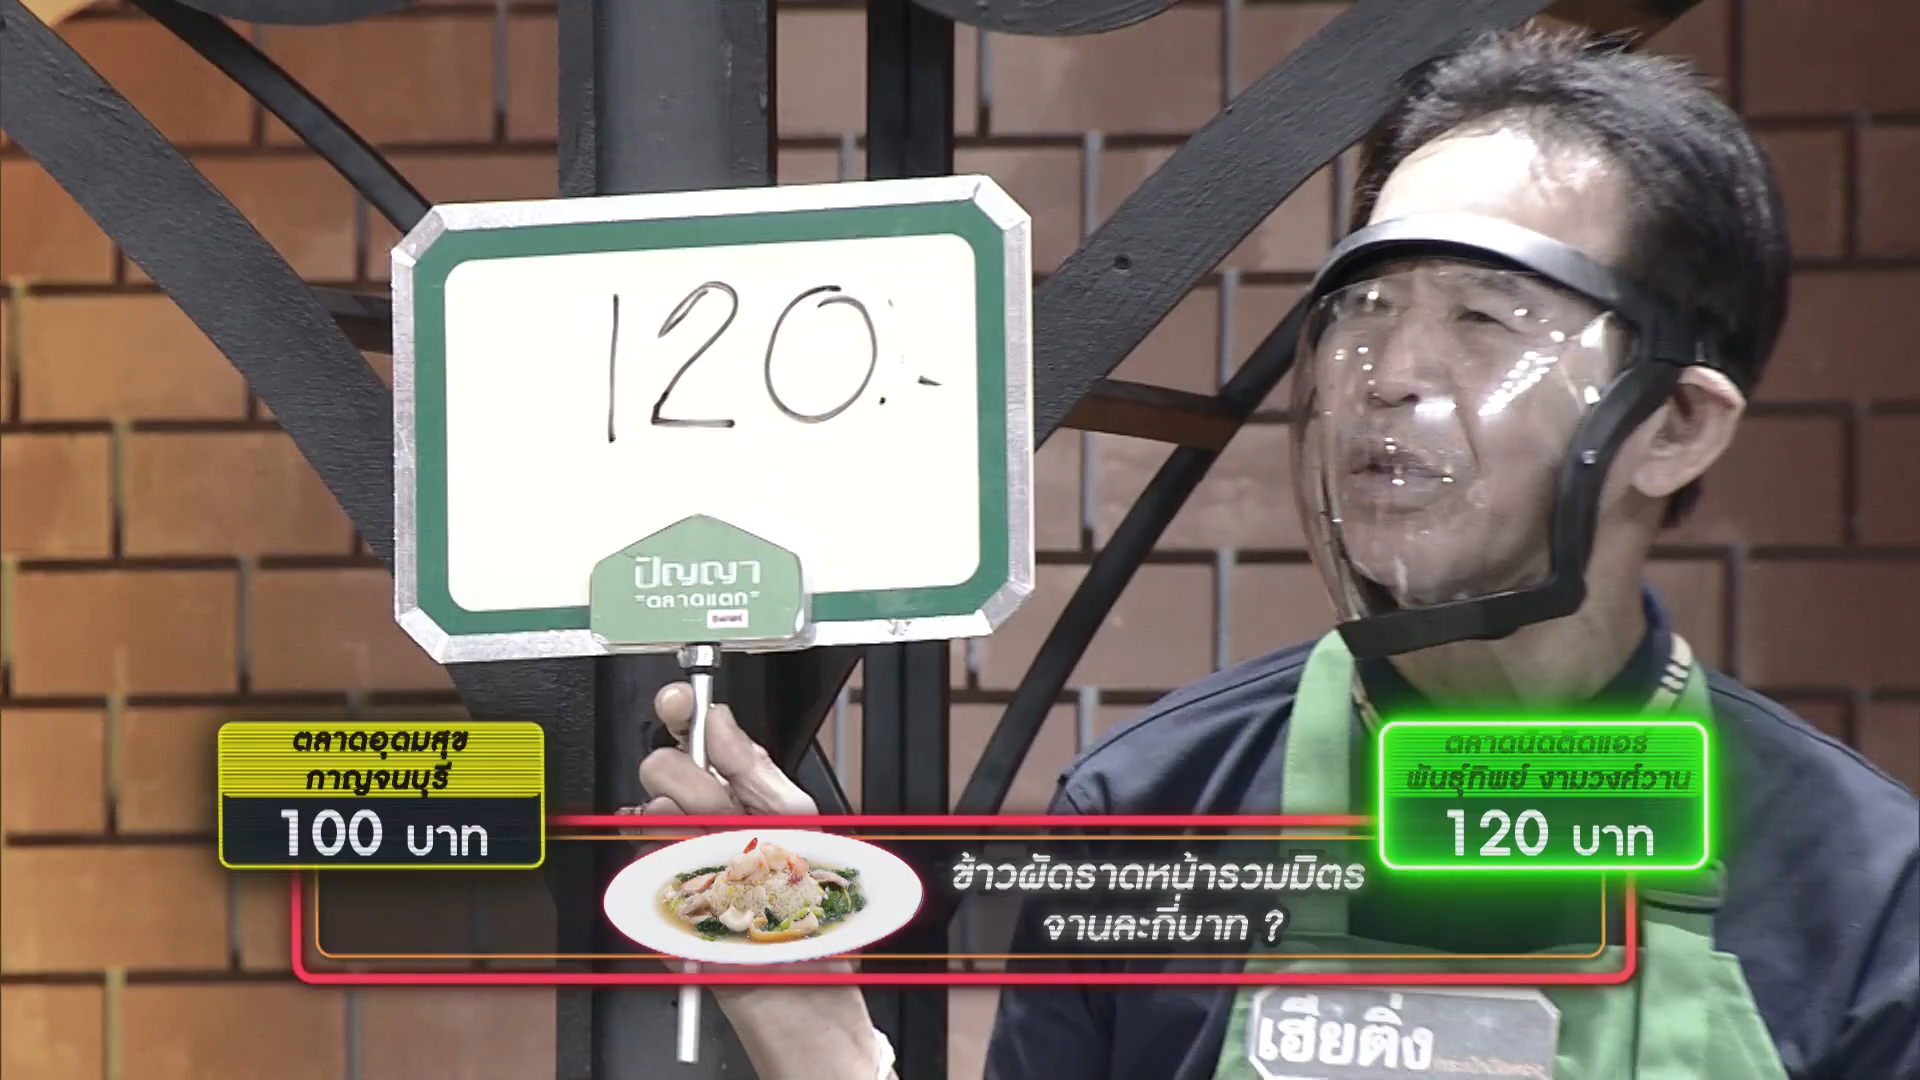 120.-
ปัญญา
"ตลาดแตก"
ตลาดอุดมสุข
กาญจนบุรี
100 บาท
ตลาดนัดติดแอร์
พันธุ์ทิพย์ งามวงศ์วาน
120 บาท
ข้าวผัดราดหน้ารวมมิตร
จานละกี่บาท ?
เฮียติ่ง